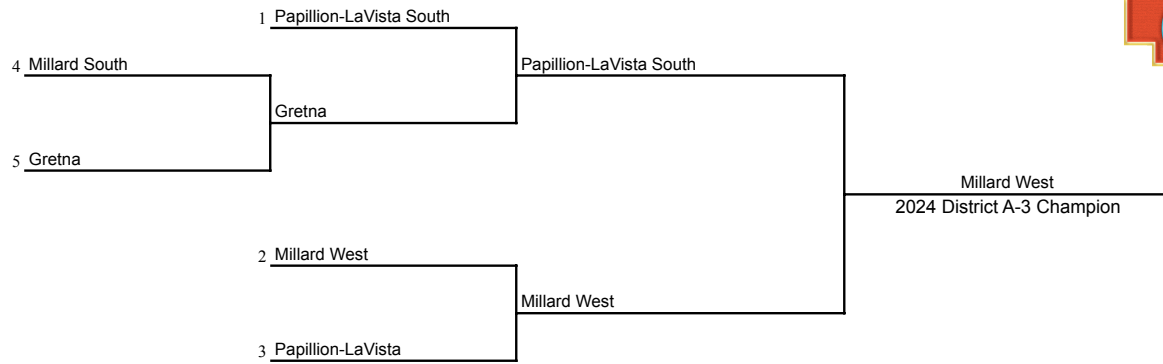 1 Papillion-LaVista South
4 Millard South
Papillion-LaVista South
Gretna
5 Gretna
Millard West
2024 District A-3 Champion
2 Millard West
Millard West
3 Papillion-LaVista